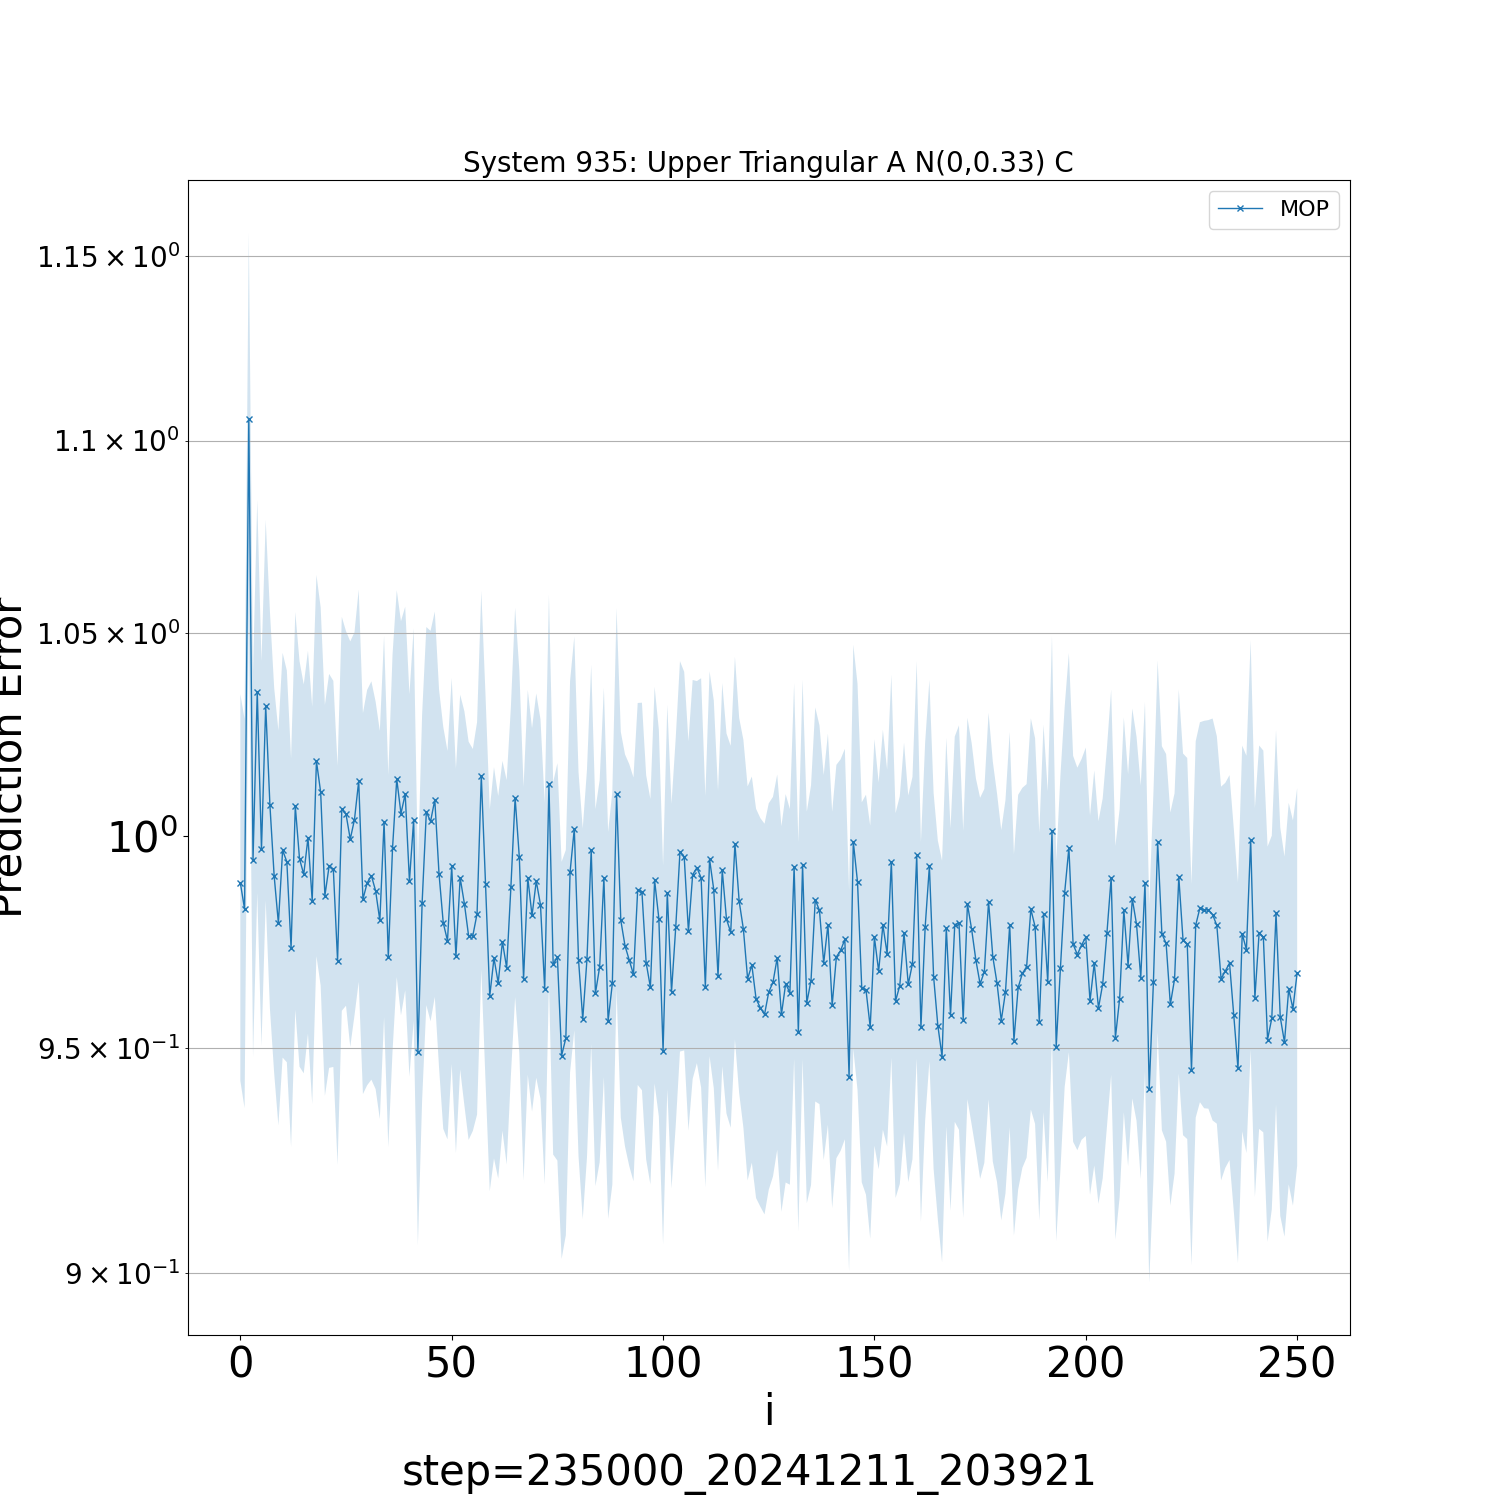 System 935: Upper Triangular A N(0,0.33) C
MOP
1.15 × 10⁰
1.1 × 10⁰
1.05 × 10⁰
10⁰
9.5 × 10⁻¹
9 × 10⁻¹
Prediction Error
0 50 100 150 200 250
i
step=235000_20241211_203921